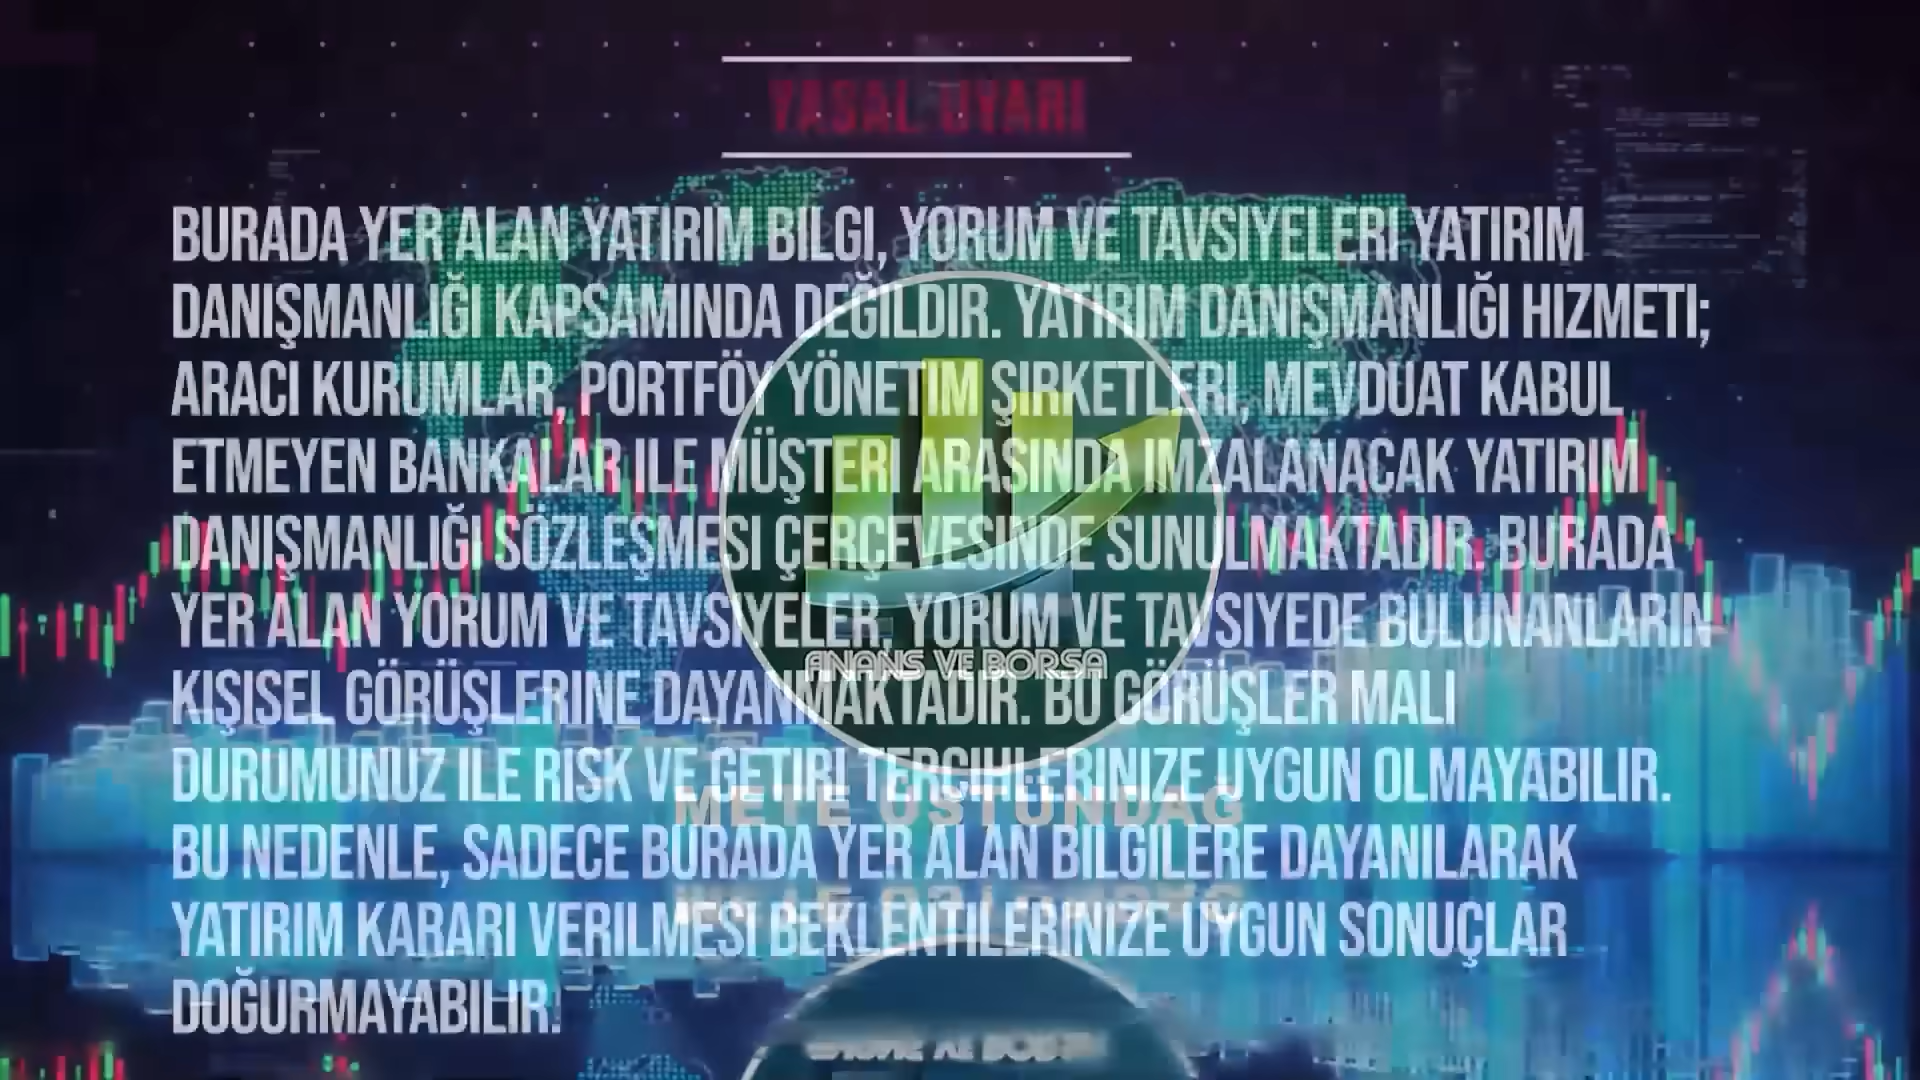 YASAL UYARI
BURADA YER ALAN YATIRIM BILGI, YORUM VE TAVSIYELERI YATIRIM
DANIŞMANLIĞI KAPSAMINDA DEĞILDIR. YATIRIM DANIŞMANLIĞI HIZMETI;
ARACI KURUMLAR, PORTFÖY YÖNETIM ŞIRKETLERI, MEVDUAT KABUL
ETMEYEN BANKALAR ILE MÜŞTERI ARASINDA IMZALANACAK YATIRIM
DANIŞMANLIĞI SÖZLEŞMESI ÇERÇEVESINDE SUNULMAKTADIR. BURADA
YER ALAN YORUM VE TAVSIYELER, YORUM VE TAVSIYEDE BULUNANLARIN
FINANS VE BORSA
KIŞISEL GÖRÜŞLERINE DAYANMAKTADIR. BU GÖRÜŞLER MALI
DURUMUNUZ ILE RISK VE GETIRI TERCIHLERINIZE UYGUN OLMAYABILIR.
METE ÜSTÜNDAĞ
BU NEDENLE, SADECE BURADA YER ALAN BILGILERE DAYANILARAK
YATIRIM KARARI VERILMESI BEKLENTILERINIZE UYGUN SONUÇLAR
DOĞURMAYABILIR.